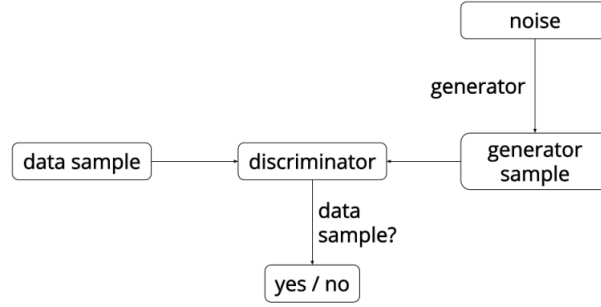 noise
generator
data sample
discriminator
generator
sample
data
sample?
yes / no